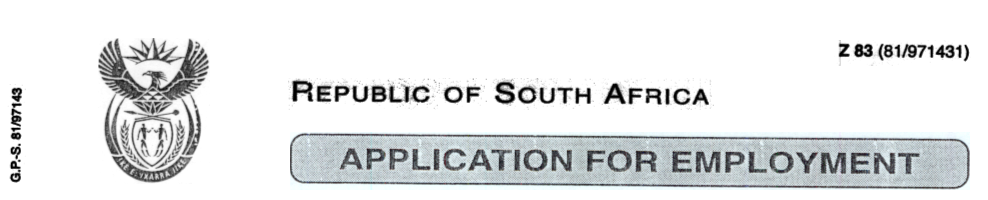 Z 83 (81/971431)
G.P.-S. 81/97143
REPUBLIC OF SOUTH AFRICA
APPLICATION FOR EMPLOYMENT